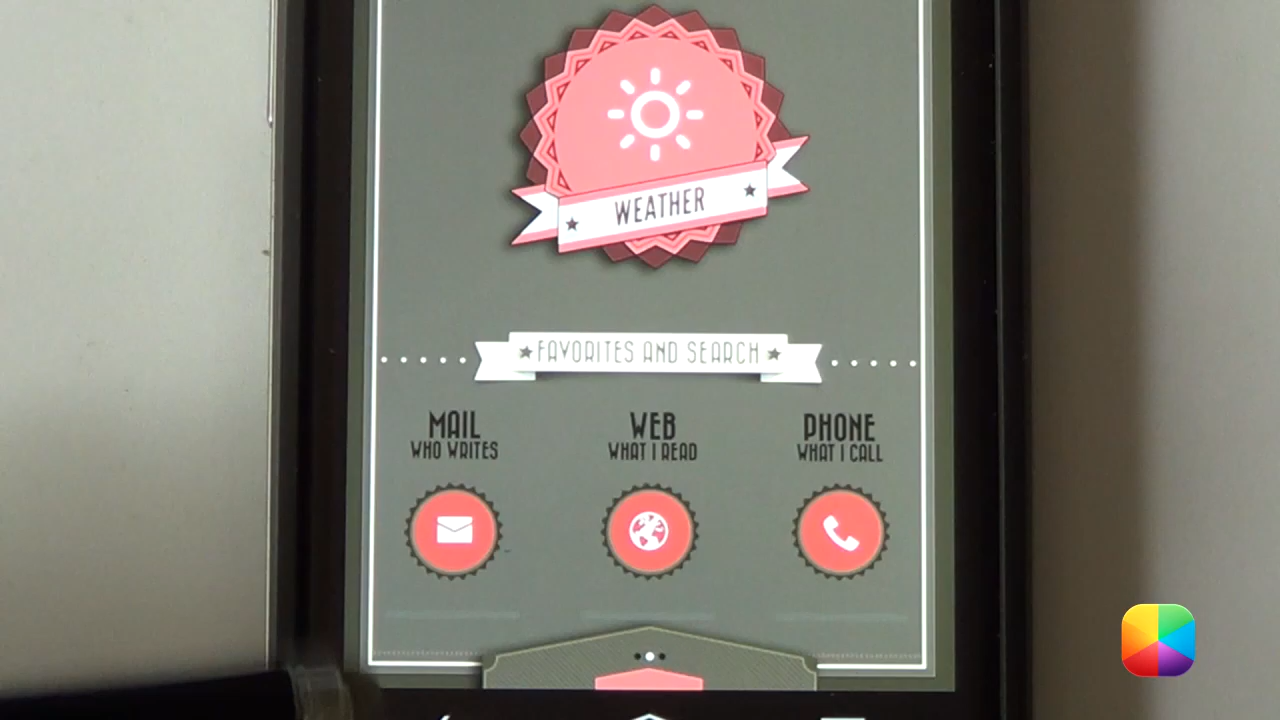 WEATHER
FAVORITES AND SEARCH
MAIL
WHO WRITES
WEB
WHAT I READ
PHONE
WHAT I CALL